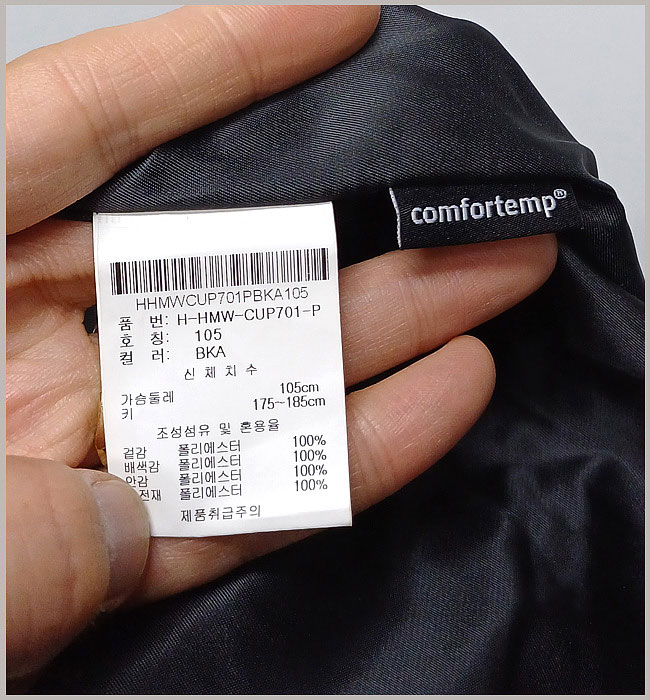 comfortemp®
HHMWCUP701PBKA105
품 번: H-HMW-CUP701-P
호 칭: 105
컬 러: BKA
신 체 치 수
가슴둘레 105cm
키 175~185cm
조성섬유 및 혼용율
겉감 폴리에스터 100%
배색감 폴리에스터 100%
안감 폴리에스터 100%
전재 폴리에스터 100%
제품취급주의